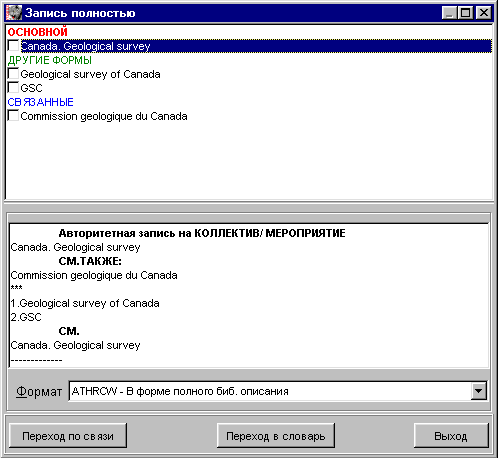 Запись полностью
ОСНОВНОЙ
Canada. Geological survey
ДРУГИЕ ФОРМЫ
Geological survey of Canada
GSC
СВЯЗАННЫЕ
Commission geologique du Canada
Авторитетная запись на КОЛЛЕКТИВ/ МЕРОПРИЯТИЕ
Canada. Geological survey
СМ.ТАКЖЕ:
Commission geologique du Canada
***
1.Geological survey of Canada
2.GSC
СМ.
Canada. Geological survey
-------------
Формат ATHRCW - В форме полного биб. описания
Переход по связи Переход в словарь Выход